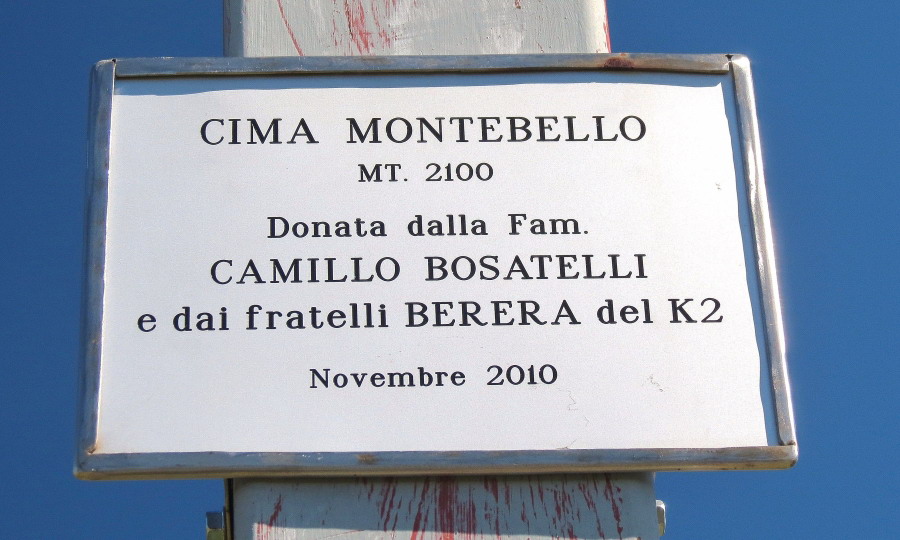 CIMA MONTEBELLO
MT. 2100
Donata dalla Fam.
CAMILLO BOSATELLI
e dai fratelli BERERA del K2
Novembre 2010